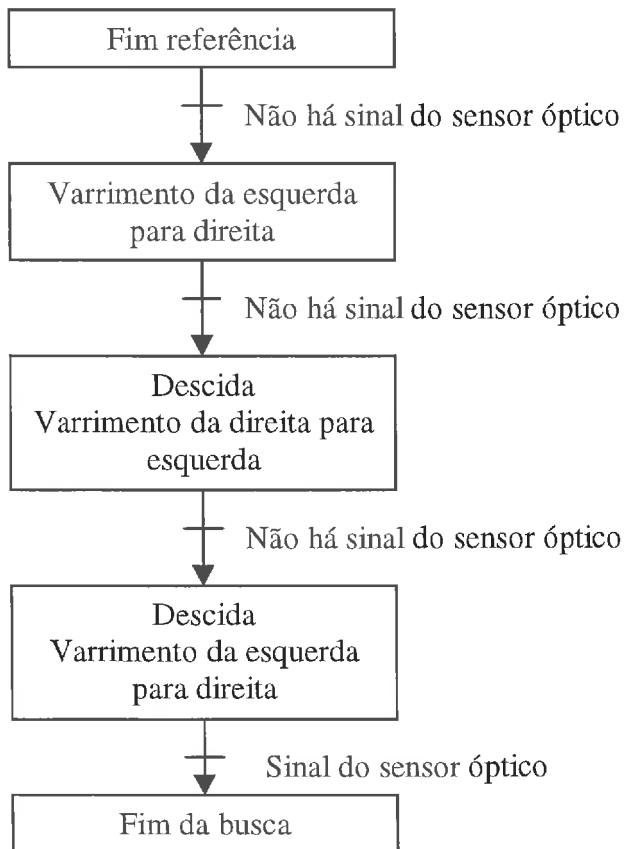 Fim referência
Não há sinal do sensor óptico
Varrimento da esquerda
para direita
Não há sinal do sensor óptico
Descida
Varrimento da direita para
esquerda
Não há sinal do sensor óptico
Descida
Varrimento da esquerda
para direita
Sinal do sensor óptico
Fim da busca